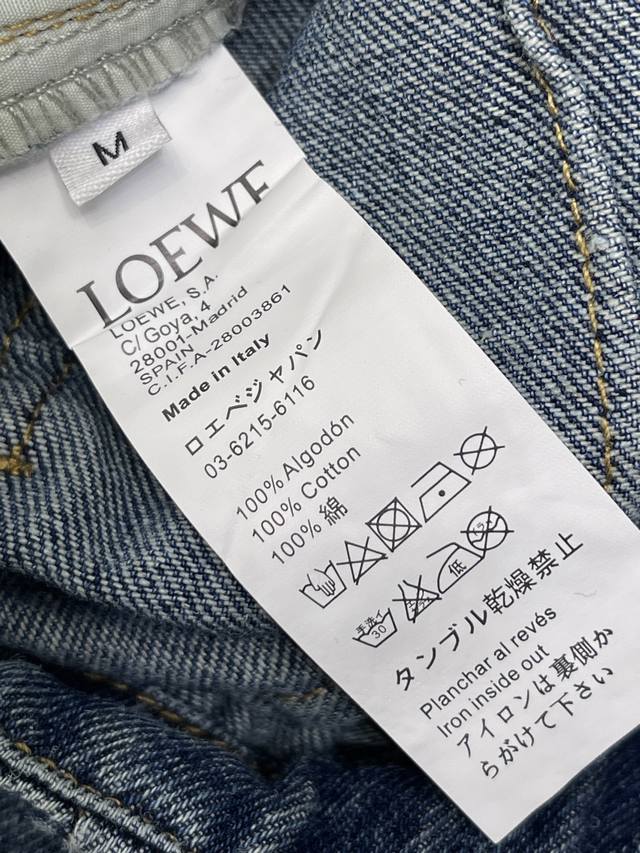 M
LOEWE
LOEWE, S.A.
C/ Goya, 4
28001-Madrid
SPAIN
C.I.F.A-28003861
Made in Italy
ロエベジャパン
03-6215-6116
100% Algodón
100% Cotton
100% 綿
手洗イ
30
低
タンブル乾燥禁止
Planchar al revés
Iron inside out
アイロンは裏側か
らがけて下さい